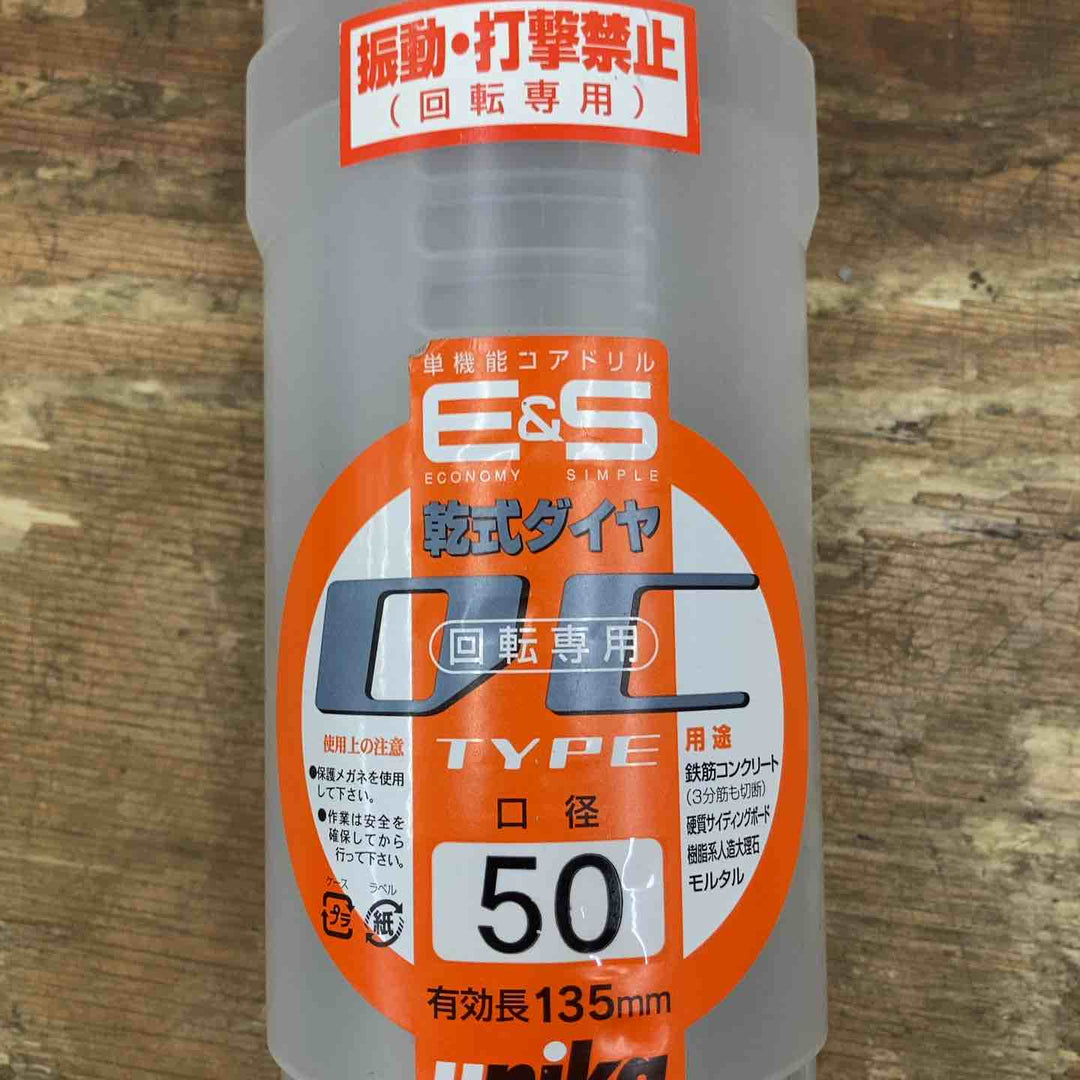 振動・打撃禁止
(回転専用)
単機能コアドリル
E&S
ECONOMY SIMPLE
乾式ダイヤ
DC
回転専用
TYPE
口径
50
有効長135mm
unika
使用上の注意
●保護メガネを使用
して下さい。
●作業は安全を
確保してから
行って下さい。
ケース ラベル
プラ 紙
用途
鉄筋コンクリート
(3分筋も切断)
硬質サイディングボード
樹脂系人造大理石
モルタル